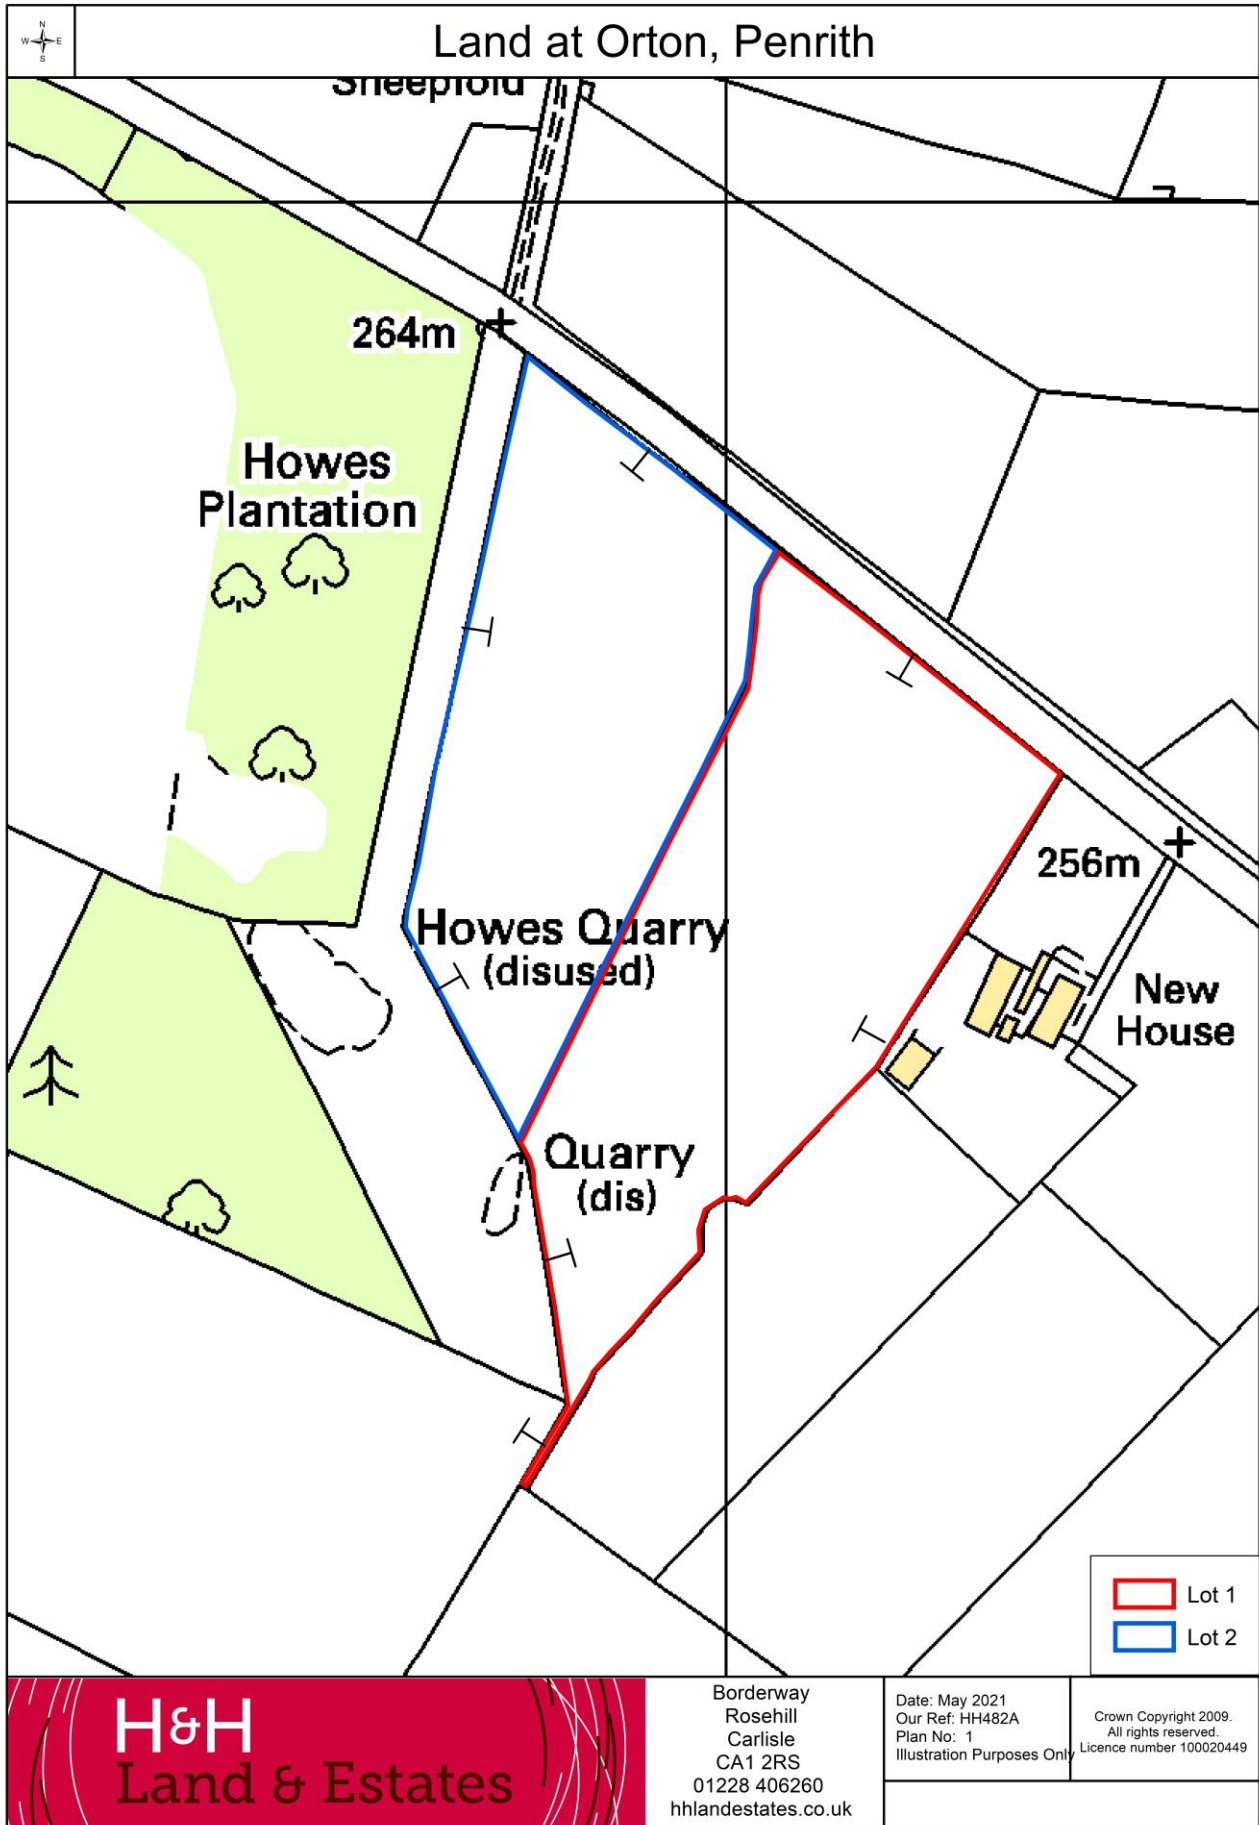 N
W E
S
Land at Orton, Penrith
Sheepfold
264m
Howes
Plantation
256m
Howes Quarry
(disused)
New
House
Quarry
(dis)
Lot 1
Lot 2
H&H
Land & Estates
Borderway
Rosehill
Carlisle
CA1 2RS
01228 406260
hhlandestates.co.uk
Date: May 2021
Our Ref: HH482A
Plan No: 1
Illustration Purposes Only
Crown Copyright 2009.
All rights reserved.
Licence number 100020449